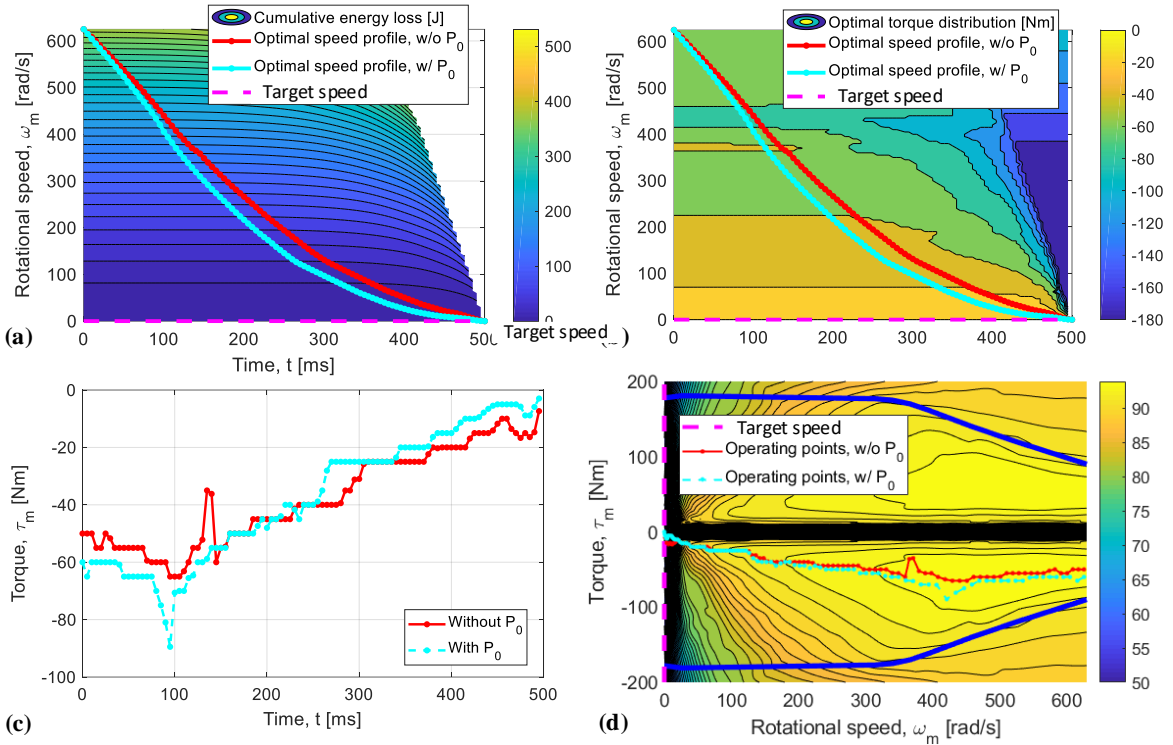 Cumulative energy loss [J]
Optimal speed profile, w/o P0
Optimal speed profile, w/ P0
Target speed
600
500
400
300
200
100
0
Rotational speed, ωm [rad/s]
0 100 200 300 400 500
Time, t [ms]
500
400
300
200
100
Target speed
(a)
Optimal torque distribution [Nm]
Optimal speed profile, w/o P0
Optimal speed profile, w/ P0
Target speed
600
500
400
300
200
100
0
Rotational speed, ωm [rad/s]
0 100 200 300 400 500
0
-20
-40
-60
-80
-100
-120
-140
-160
-180
0
-20
-40
-60
-80
-100
Torque, τm [Nm]
Without P0
With P0
0 100 200 300 400 500
Time, t [ms]
(c)
200
100
0
-100
-200
Torque, τm [Nm]
Target speed
Operating points, w/o P0
Operating points, w/ P0
0 100 200 300 400 500 600
Rotational speed, ωm [rad/s]
90
85
80
75
70
65
60
55
50
(d)